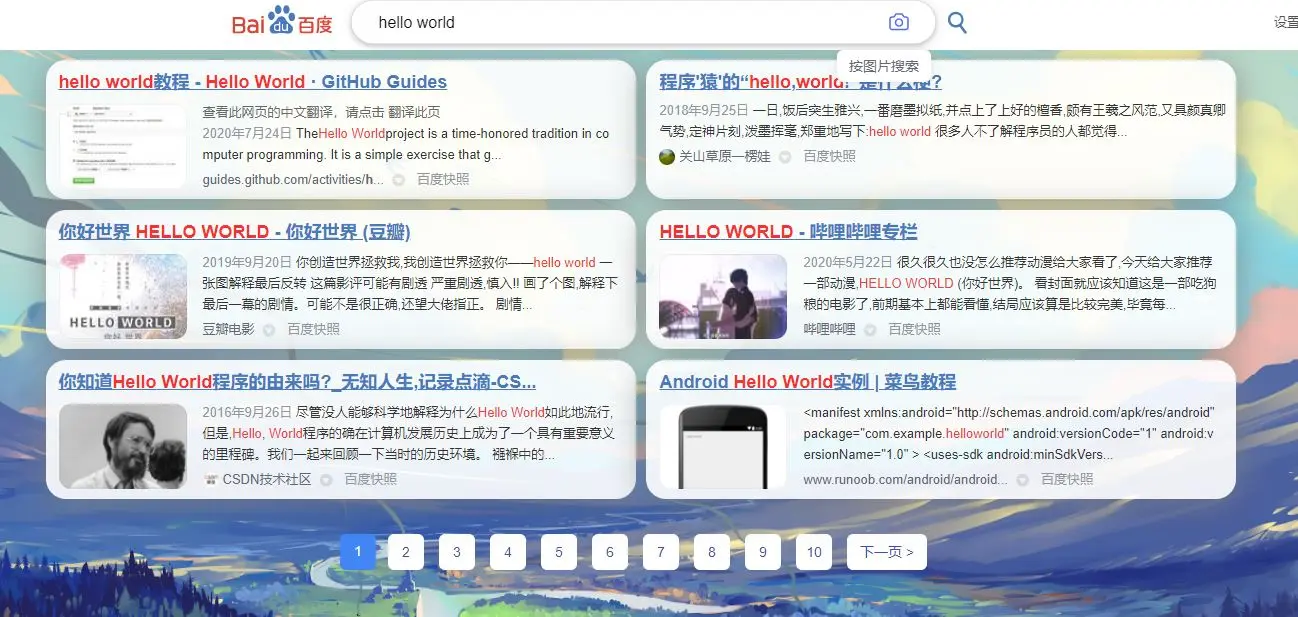 Bai du 百度 hello world 设置
按图片搜索
hello world教程 - Hello World · GitHub Guides
查看此网页的中文翻译，请点击 翻译此页
2020年7月24日 TheHello Worldproject is a time-honored tradition in co
mputer programming. It is a simple exercise that g...
guides.github.com/activities/h... 百度快照
程序'猿'的“hello,world
2018年9月25日 一日,饭后突生雅兴,一番磨墨拟纸,并点上了上好的檀香,颇有王羲之风范,又具颜真卿
气势,定神片刻,泼墨挥毫,郑重地写下:hello world 很多人不了解程序员的人都觉得...
关山草原一楞娃 百度快照
你好世界 HELLO WORLD - 你好世界 (豆瓣)
HELLO WORLD
2019年9月20日 你创造世界拯救我,我创造世界拯救你——hello world 一
张图解释最后反转 这篇影评可能有剧透 严重剧透,慎入!! 画了个图,解释下
最后一幕的剧情。可能不是很正确,还望大佬指正。 剧情...
豆瓣电影 百度快照
HELLO WORLD - 哔哩哔哩专栏
2020年5月22日 很久很久也没怎么推荐动漫给大家看了,今天给大家推荐
一部动漫,HELLO WORLD (你好世界)。 看封面就应该知道这是一部吃狗
粮的电影了,前期基本上都能看懂,结局应该算是比较完美,毕竟每...
哔哩哔哩 百度快照
你知道Hello World程序的由来吗?_无知人生,记录点滴-CS...
2016年9月26日 尽管没人能够科学地解释为什么Hello World如此地流行,
但是,Hello, World程序的确在计算机发展历史上成为了一个具有重要意义
的里程碑。我们一起来回顾一下当时的历史环境。 襁褓中的...
CSDN技术社区 百度快照
Android Hello World实例 | 菜鸟教程
<manifest xmlns:android="http://schemas.android.com/apk/res/android"
package="com.example.helloworld" android:versionCode="1" android:v
ersionName="1.0" > <uses-sdk android:minSdkVers...
www.runoob.com/android/android... 百度快照
1 2 3 4 5 6 7 8 9 10 下一页 >